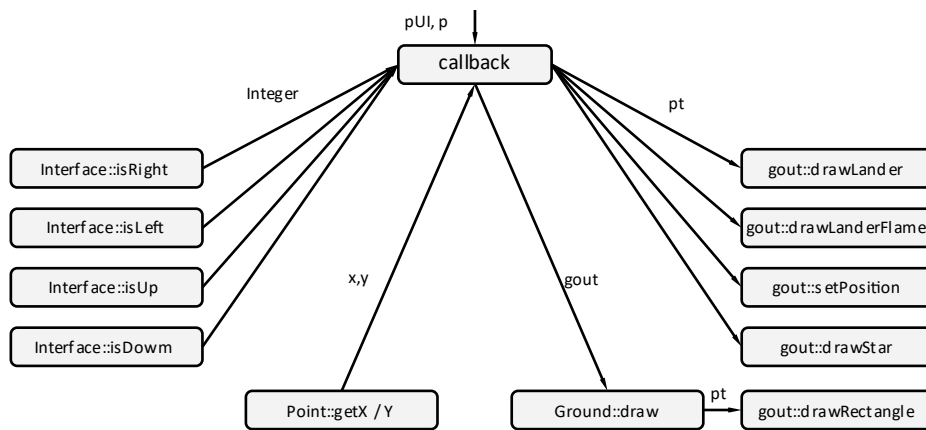 pUI, p
callback
Integer
pt
Interface::isRight
gout::drawLander
Interface::isLeft
gout::drawLanderFlame
Interface::isUp
x,y
gout
gout::setPosition
Interface::isDowm
gout::drawStar
pt
Point::getX / Y
Ground::draw
gout::drawRectangle